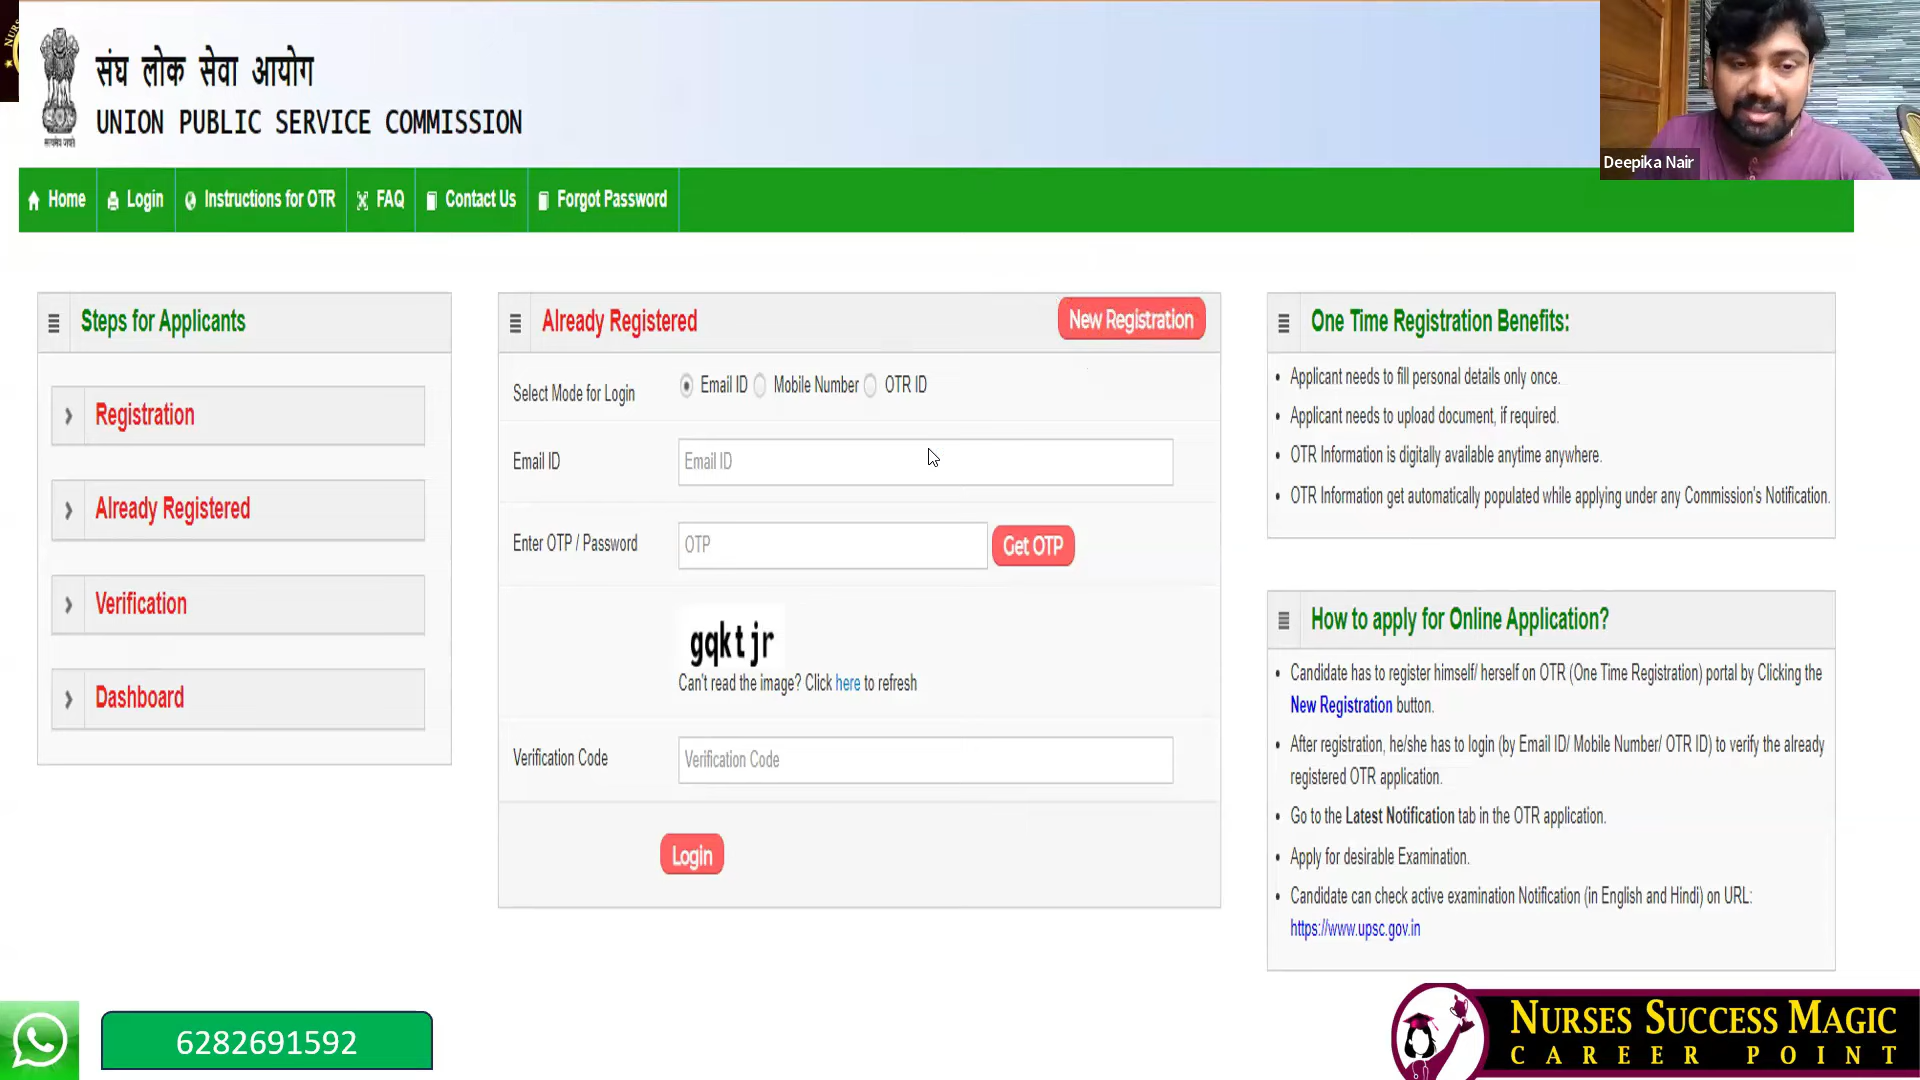 NURS
संघ लोक सेवा आयोग
UNION PUBLIC SERVICE COMMISSION
सत्यमेव जयते
Deepika Nair
Home Login Instructions for OTR FAQ Contact Us Forgot Password
Steps for Applicants
Registration
Already Registered
Verification
Dashboard
Already Registered New Registration
Select Mode for Login Email ID Mobile Number OTR ID
Email ID Email ID
Enter OTP / Password OTP Get OTP
gqktjr
Can't read the image? Click here to refresh
Verification Code Verification Code
Login
One Time Registration Benefits:
• Applicant needs to fill personal details only once.
• Applicant needs to upload document, if required.
• OTR Information is digitally available anytime anywhere.
• OTR Information get automatically populated while applying under any Commission's Notification.
How to apply for Online Application?
• Candidate has to register himself/ herself on OTR (One Time Registration) portal by Clicking the
New Registration button.
• After registration, he/she has to login (by Email ID/ Mobile Number/ OTR ID) to verify the already
registered OTR application.
• Go to the Latest Notification tab in the OTR application.
• Apply for desirable Examination.
• Candidate can check active examination Notification (in English and Hindi) on URL:
https://www.upsc.gov.in
6282691592
NURSES SUCCESS MAGIC
CAREER POINT